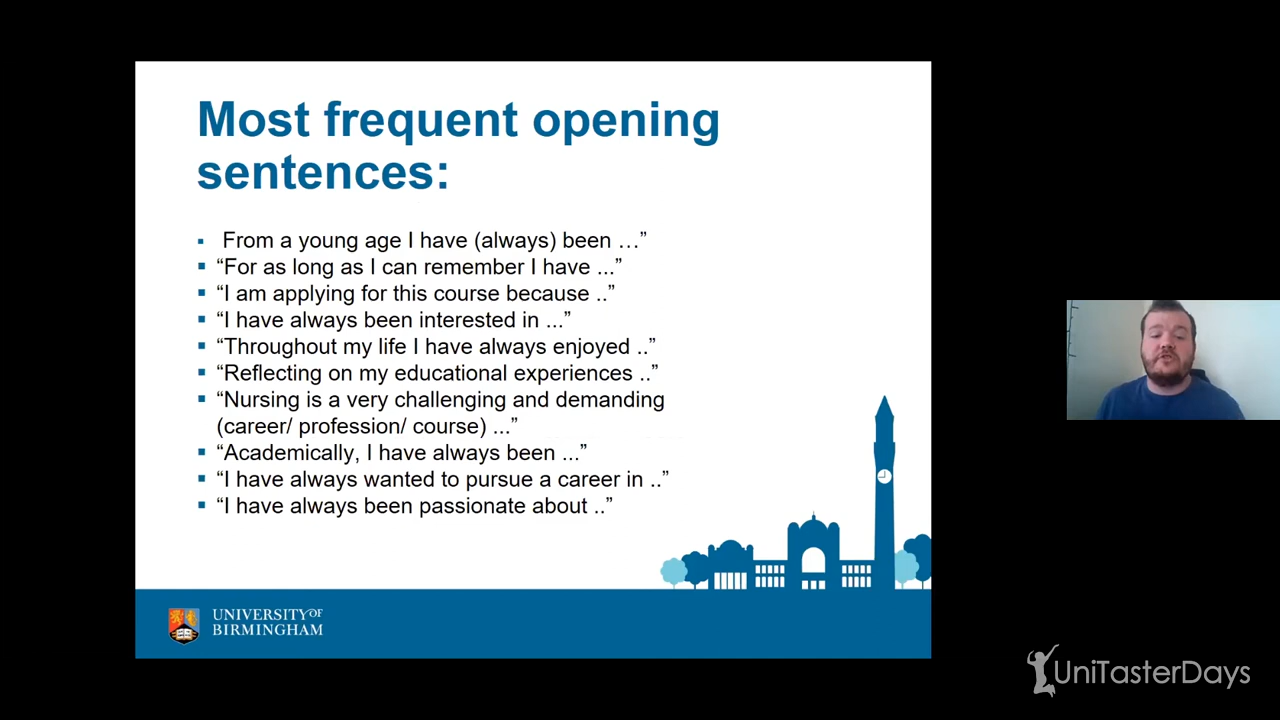 Most frequent opening
sentences:
From a young age I have (always) been …”
“For as long as I can remember I have ...”
“I am applying for this course because ..”
“I have always been interested in ...”
“Throughout my life I have always enjoyed ..”
“Reflecting on my educational experiences ..”
“Nursing is a very challenging and demanding
(career/ profession/ course) ...”
“Academically, I have always been ...”
“I have always wanted to pursue a career in ..”
“I have always been passionate about ..”
UNIVERSITY OF
BIRMINGHAM
UniTasterDays